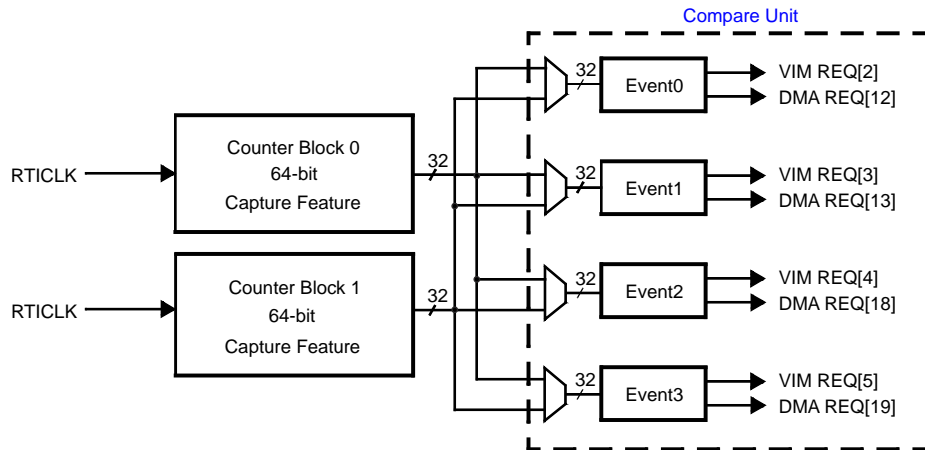 Compare Unit
32
Event0
VIM REQ[2]
DMA REQ[12]
RTICLK
Counter Block 0
64-bit
Capture Feature
32
32
Event1
VIM REQ[3]
DMA REQ[13]
RTICLK
Counter Block 1
64-bit
Capture Feature
32
32
Event2
VIM REQ[4]
DMA REQ[18]
32
Event3
VIM REQ[5]
DMA REQ[19]